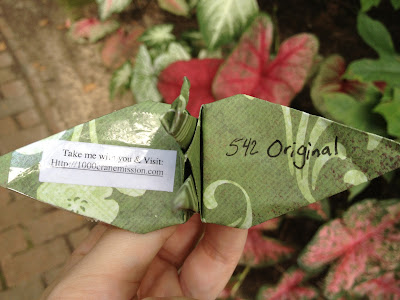 Take me with you & Visit:
Http://1000cranemission.com
542 Original